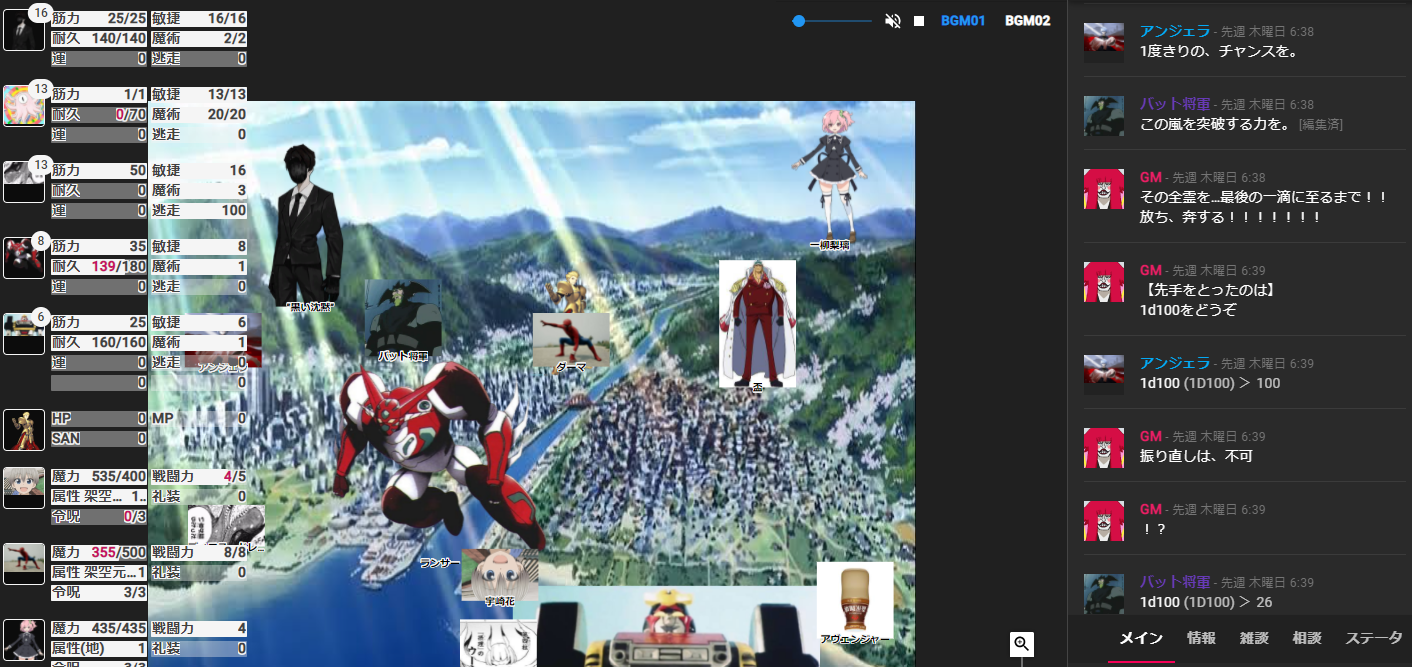 16
筋力 25/25 敏捷 16/16
耐久 140/140 魔術 2/2
運 0 逃走 0
13
筋力 1/1 敏捷 13/13
耐久 0/70 魔術 20/20
運 0 逃走 0
13
筋力 50 敏捷 16
耐久 0 魔術 3
運 0 逃走 100
8
筋力 35 敏捷 8
耐久 139/180 魔術 1
運 0 逃走 0
6
筋力 25 敏捷 6
耐久 160/160 魔術 1
運 0 逃走 0
0 0
HP 0 MP 0
SAN 0
魔力 535/400 戦闘力 4/5
属性 架空… 1… 礼装 0
令呪 0/3
魔力 355/500 戦闘力 8/8
属性 架空元… 1 礼装 0
令呪 3/3
魔力 435/435 戦闘力 4
属性(地) 1 礼装 0
令呪 3/3
BGM01 BGM02
一柳梨璃
"黒い沈黙"
バット将軍
ダーマ
アンジェラ
盃
ランサー
宇崎花
アヴェンジャー
アンジェラ - 先週 木曜日 6:38
1度きりの、チャンスを。
バット将軍 - 先週 木曜日 6:38
この嵐を突破する力を。 [編集済]
GM - 先週 木曜日 6:38
その全霊を…最後の一滴に至るまで！！
放ち、奔する！！！！！！！
GM - 先週 木曜日 6:39
【先手をとったのは】
1d100をどうぞ
アンジェラ - 先週 木曜日 6:39
1d100 (1D100) ＞ 100
GM - 先週 木曜日 6:39
振り直しは、不可
GM - 先週 木曜日 6:39
！？
バット将軍 - 先週 木曜日 6:39
1d100 (1D100) ＞ 26
メイン 情報 雑談 相談 ステータ